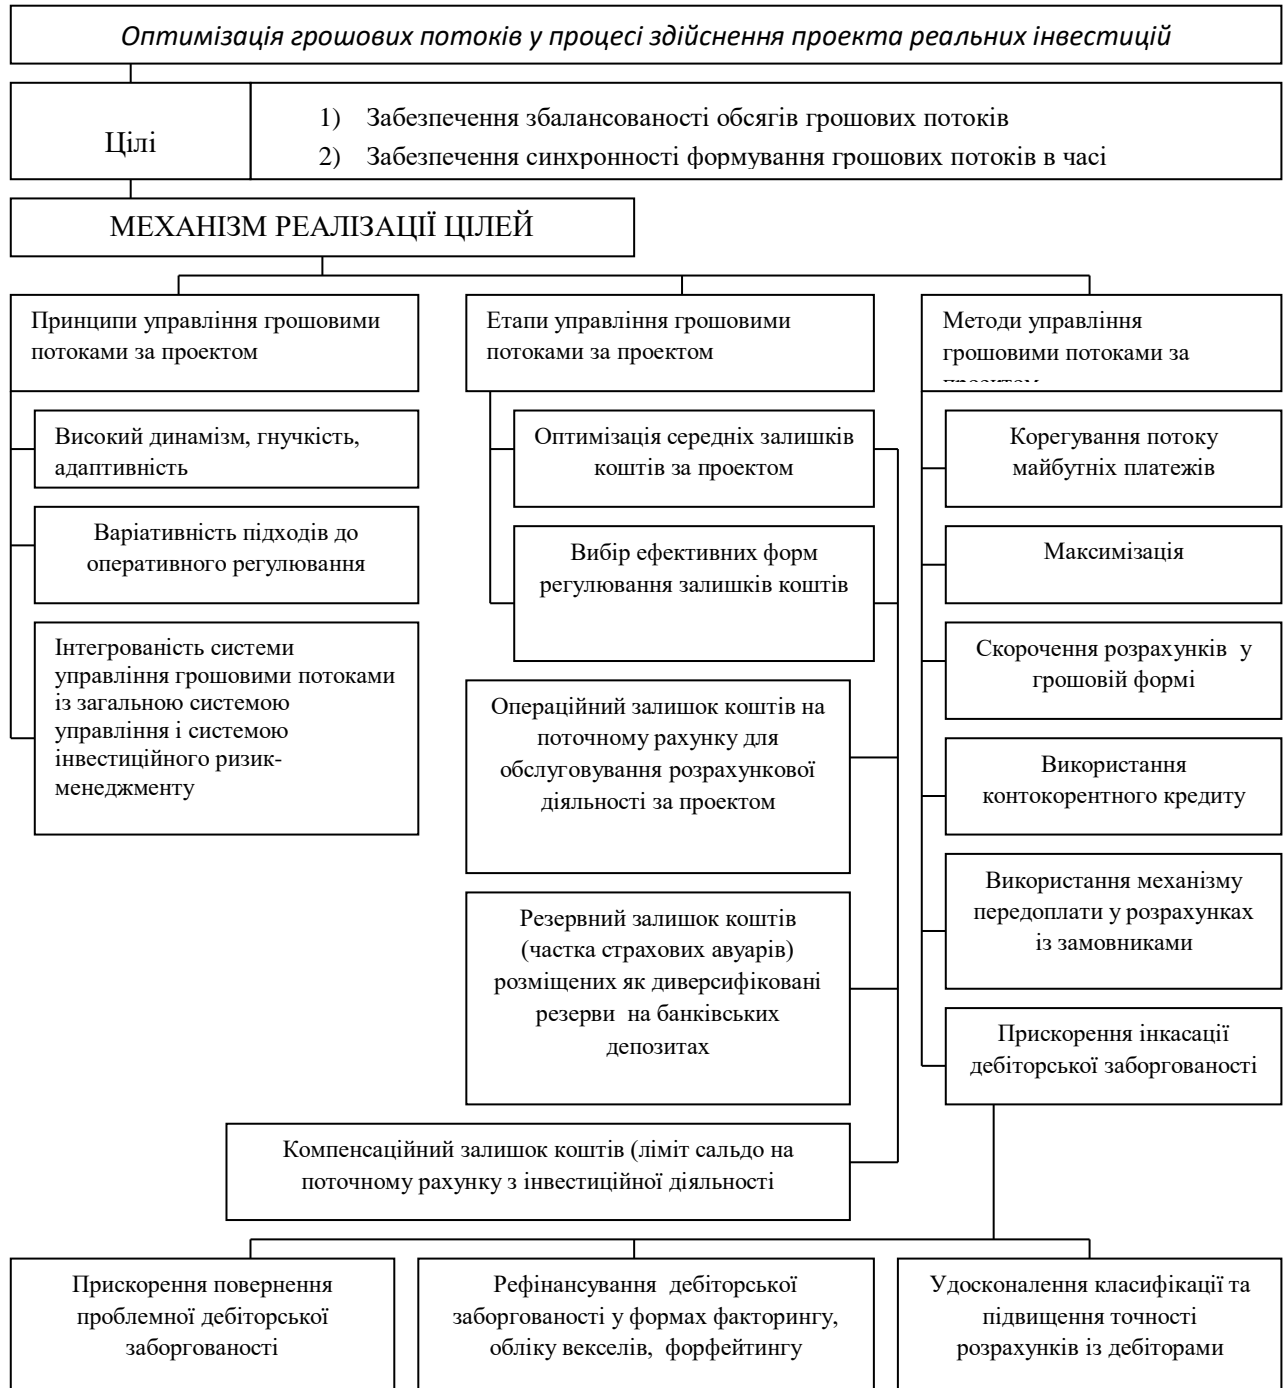 Оптимізація грошових потоків у процесі здійснення проекта реальних інвестицій
Цілі
1) Забезпечення збалансованості обсягів грошових потоків
2) Забезпечення синхронності формування грошових потоків в часі
МЕХАНІЗМ РЕАЛІЗАЦІЇ ЦІЛЕЙ
Принципи управління грошовими
потоками за проектом
Високий динамізм, гнучкість,
адаптивність
Варіативність підходів до
оперативного регулювання
Інтегрованість системи
управління грошовими потоками
із загальною системою
управління і системою
інвестиційного ризик-
менеджменту
Етапи управління грошовими
потоками за проектом
Оптимізація середніх залишків
коштів за проектом
Вибір ефективних форм
регулювання залишків коштів
Операційний залишок коштів на
поточному рахунку для
обслуговування розрахункової
діяльності за проектом
Резервний залишок коштів
(частка страхових авуарів)
розміщених як диверсифіковані
резерви на банківських
депозитах
Компенсаційний залишок коштів (ліміт сальдо на
поточному рахунку з інвестиційної діяльності
Методи управління
грошовими потоками за
Корегування потоку
майбутніх платежів
Максимізація
Скорочення розрахунків у
грошовій формі
Використання
контокорентного кредиту
Використання механізму
передоплати у розрахунках
із замовниками
Прискорення інкасації
дебіторської заборгованості
Прискорення повернення
проблемної дебіторської
заборгованості
Рефінансування дебіторської
заборгованості у формах факторингу,
обліку векселів, форфейтингу
Удосконалення класифікації та
підвищення точності
розрахунків із дебіторами